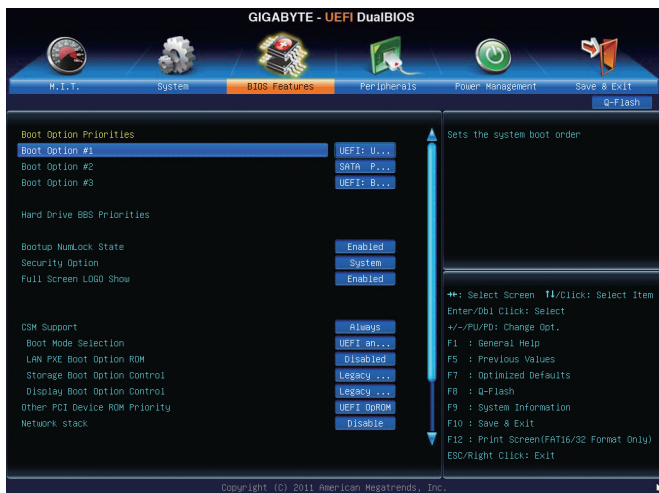 GIGABYTE - UEFI DualBIOS
M.I.T. System BIOS Features Peripherals Power Management Save & Exit
Q-Flash
Boot Option Priorities
Boot Option #1 UEFI: U...
Boot Option #2 SATA P...
Boot Option #3 UEFI: B...
Hard Drive BBS Priorities
Bootup NumLock State Enabled
Security Option System
Full Screen LOGO Show Enabled
CSM Support Always
Boot Mode Selection UEFI an...
LAN PXE Boot Option ROM Disabled
Storage Boot Option Control Legacy ...
Display Boot Option Control Legacy ...
Other PCI Device ROM Priority UEFI OpROM
Network stack Disable
Sets the system boot order
→←: Select Screen ↑↓/Click: Select Item
Enter/Dbl Click: Select
+/-/PU/PD: Change Opt.
F1 : General Help
F5 : Previous Values
F7 : Optimized Defaults
F8 : Q-Flash
F9 : System Information
F10 : Save & Exit
F12 : Print Screen(FAT16/32 Format Only)
ESC/Right Click: Exit
Copyright (C) 2011 American Megatrends, Inc.